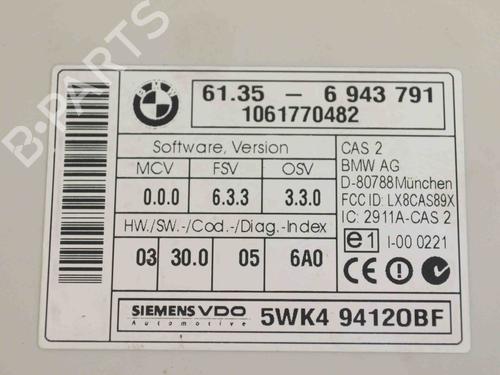 BMW
61.35 - 6 943 791
1061770482
Software, Version
MCV FSV OSV
0.0.0 6.3.3 3.3.0
HW./SW.-/Cod.-/Diag.-Index
03 30.0 05 6A0
CAS 2
BMW AG
D-80788München
FCC ID: LX8CAS89X
IC: 2911A-CAS 2
e1 I-00 0221
CE
SIEMENS VDO
Automotive
5WK4 94120BF
B-PARTS